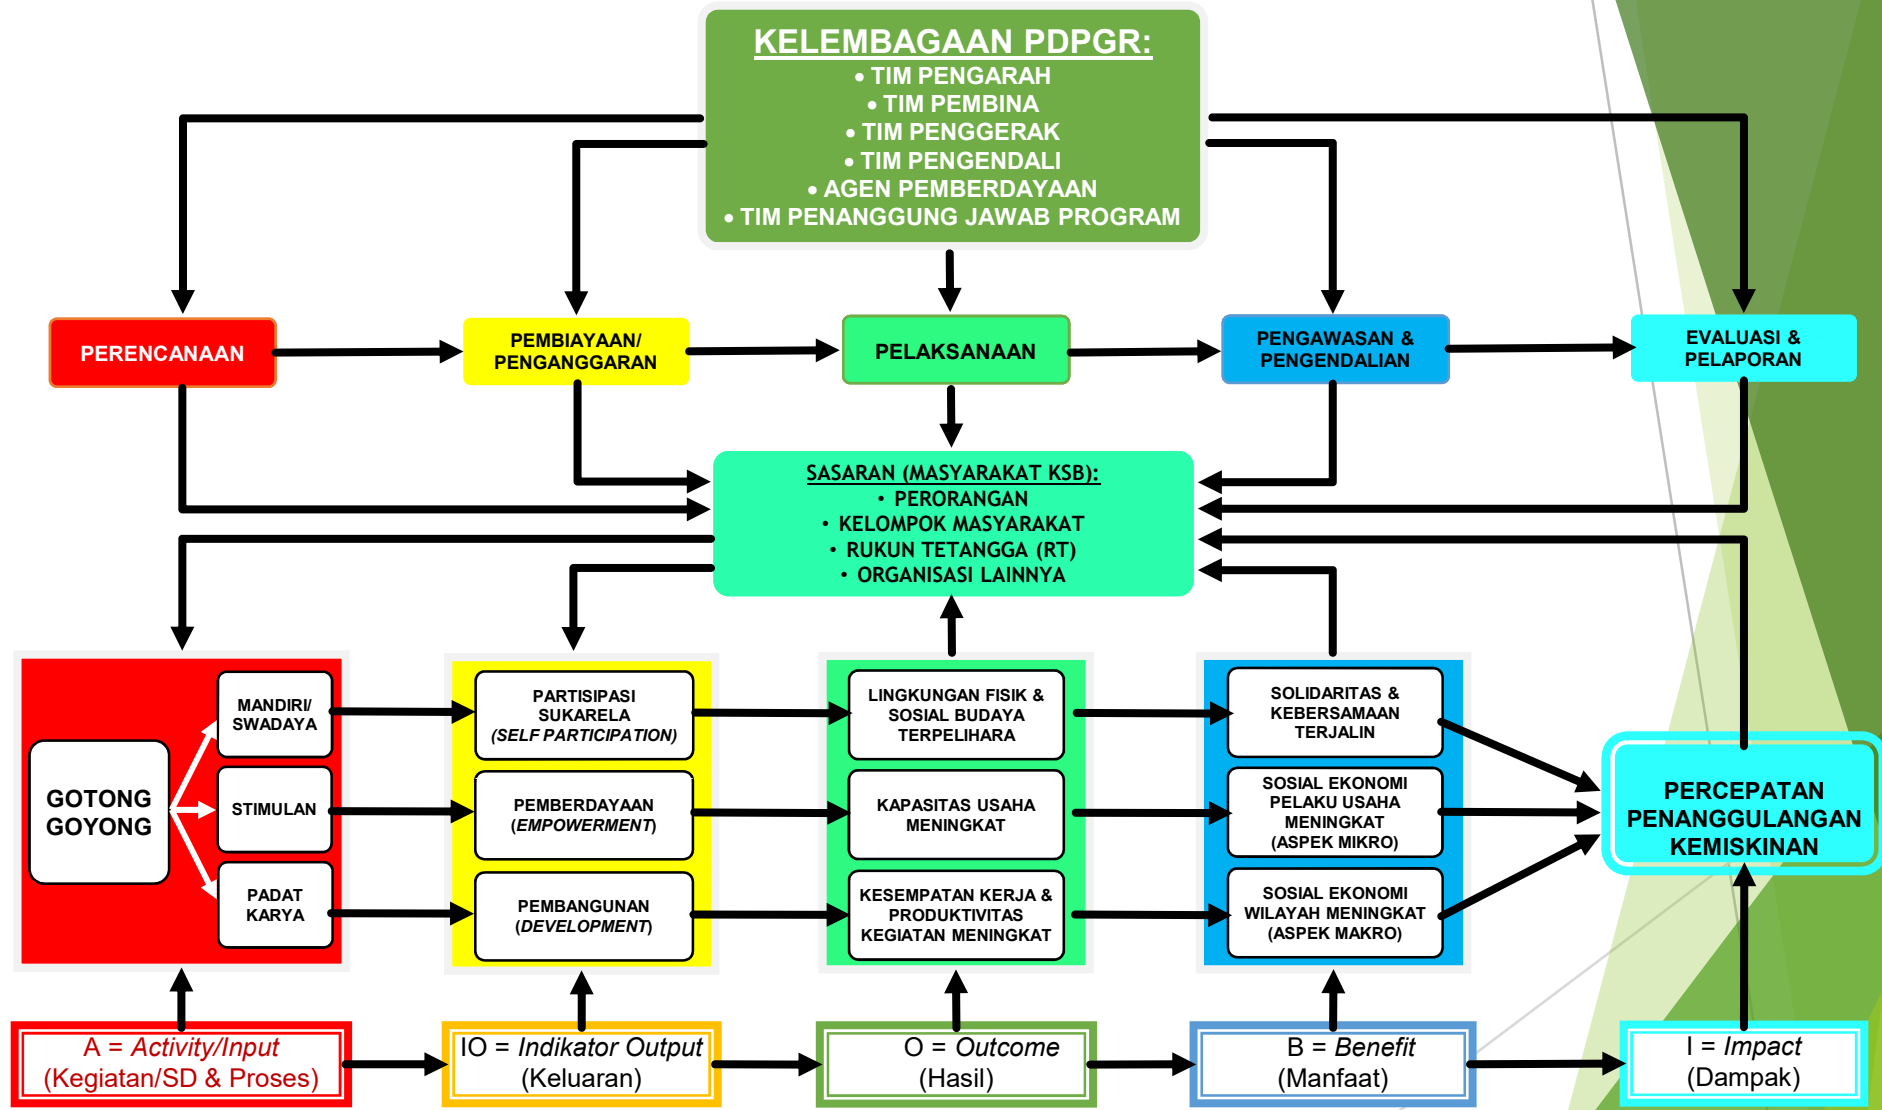 KELEMBAGAAN PDPGR:
• TIM PENGARAH
• TIM PEMBINA
• TIM PENGGERAK
• TIM PENGENDALI
• AGEN PEMBERDAYAAN
• TIM PENANGGUNG JAWAB PROGRAM
PERENCANAAN
PEMBIAYAAN/
PENGANGGARAN
PELAKSANAAN
PENGAWASAN &
PENGENDALIAN
EVALUASI &
PELAPORAN
SASARAN (MASYARAKAT KSB):
• PERORANGAN
• KELOMPOK MASYARAKAT
• RUKUN TETANGGA (RT)
• ORGANISASI LAINNYA
GOTONG
GOYONG
MANDIRI/
SWADAYA
STIMULAN
PADAT
KARYA
PARTISIPASI
SUKARELA
(SELF PARTICIPATION)
PEMBERDAYAAN
(EMPOWERMENT)
PEMBANGUNAN
(DEVELOPMENT)
LINGKUNGAN FISIK &
SOSIAL BUDAYA
TERPELIHARA
KAPASITAS USAHA
MENINGKAT
KESEMPATAN KERJA &
PRODUKTIVITAS
KEGIATAN MENINGKAT
SOLIDARITAS &
KEBERSAMAAN
TERJALIN
SOSIAL EKONOMI
PELAKU USAHA
MENINGKAT
(ASPEK MIKRO)
SOSIAL EKONOMI
WILAYAH MENINGKAT
(ASPEK MAKRO)
PERCEPATAN
PENANGGULANGAN
KEMISKINAN
A = Activity/Input
(Kegiatan/SD & Proses)
IO = Indikator Output
(Keluaran)
O = Outcome
(Hasil)
B = Benefit
(Manfaat)
I = Impact
(Dampak)